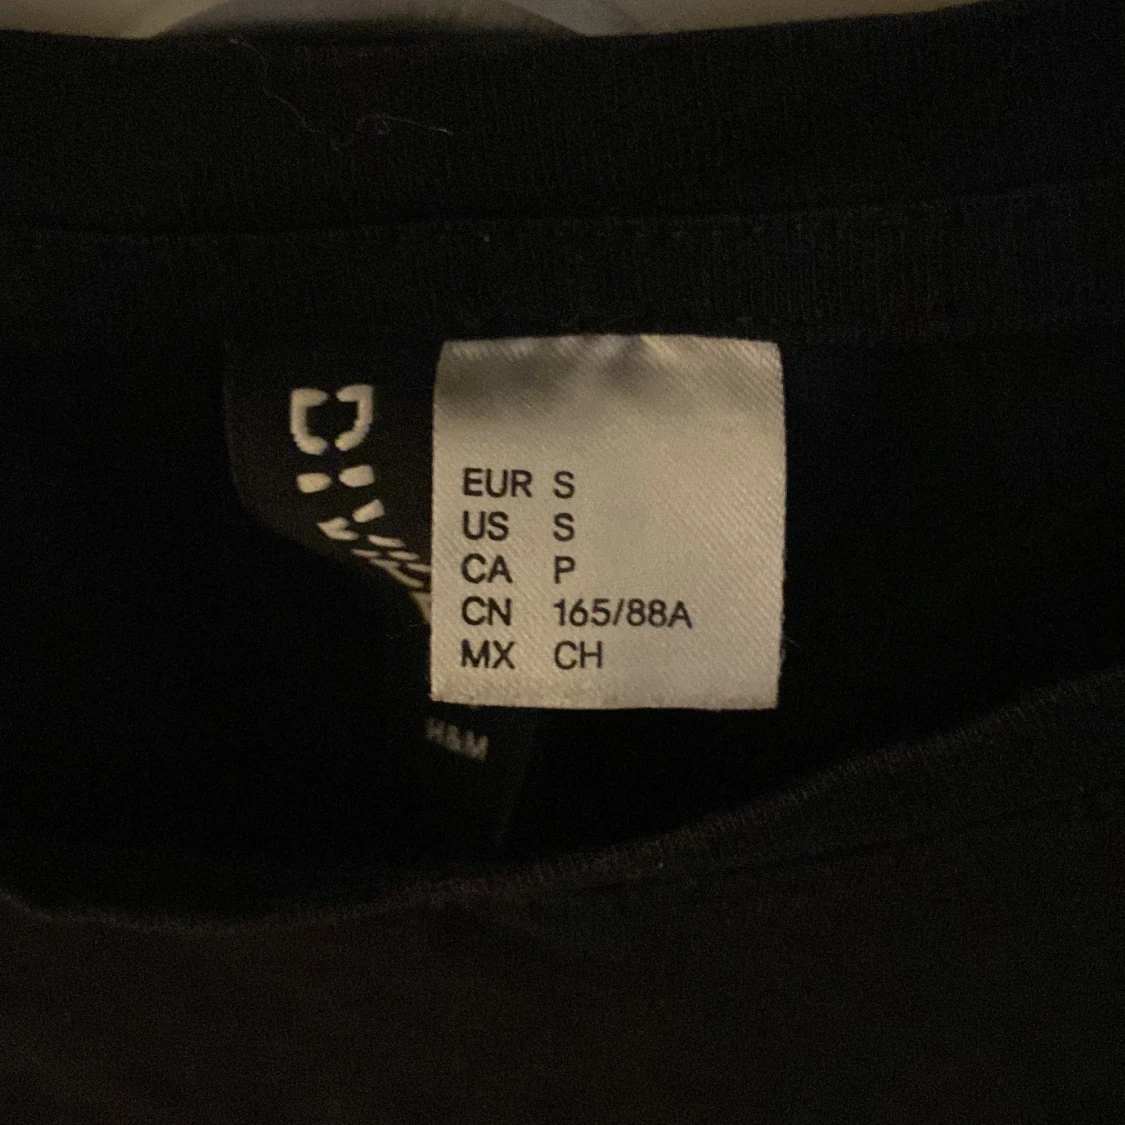 EUR S
US S
CA P
CN 165/88A
MX CH
H&M